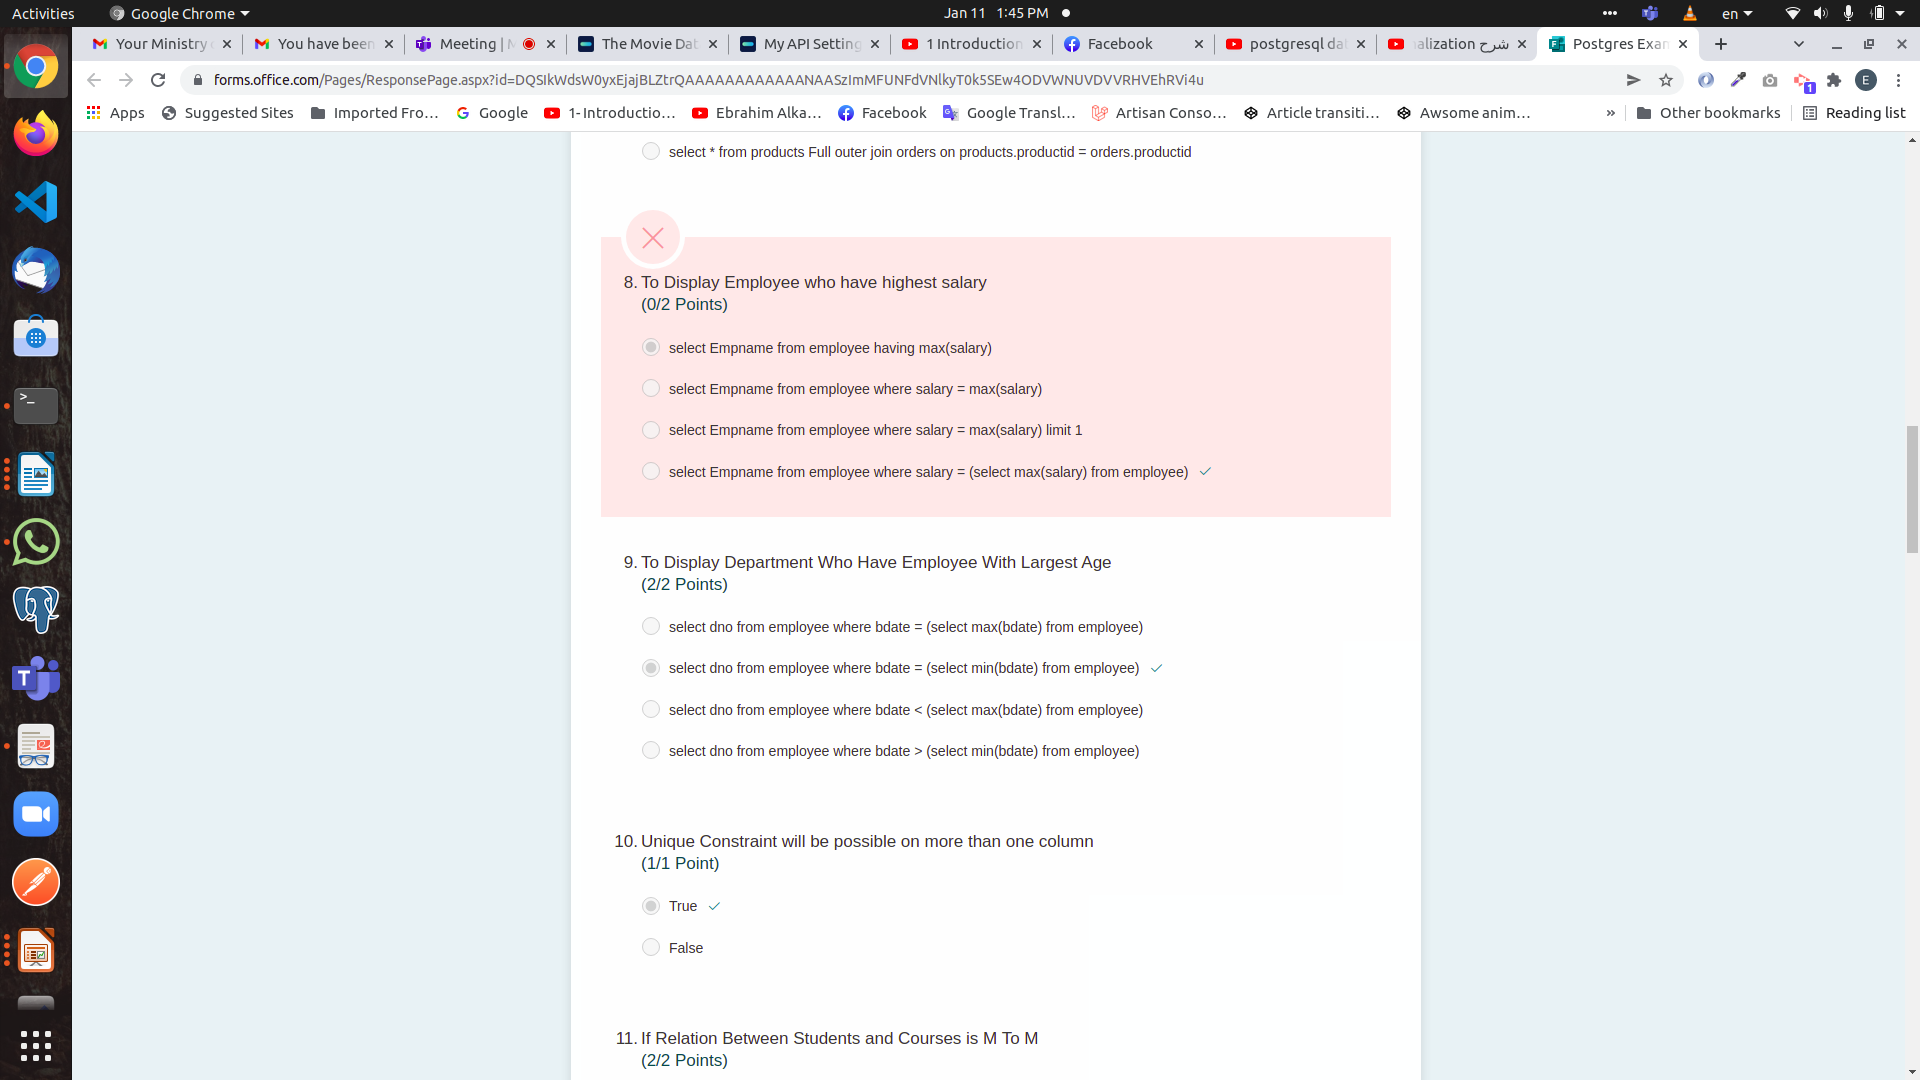 Activities
Google Chrome
Jan 11 1:45 PM
en
Your Ministry
You have been
Meeting | M
The Movie Dat
My API Setting
1 Introduction
Facebook
postgresql dat
alization شرح
Postgres Exam
forms.office.com/Pages/ResponsePage.aspx?id=DQSIkWdsW0yxEjajBLZtrQAAAAAAAAAAAANAASzImMFUNFdVNlkyT0k5SEw4ODVWNUVDVVRHVEhRVi4u
1
E
Apps
Suggested Sites
Imported Fro...
Google
1- Introductio...
Ebrahim Alka...
Facebook
Google Transl...
Artisan Conso...
Article transiti...
Awsome anim...
»
Other bookmarks
Reading list
select * from products Full outer join orders on products.productid = orders.productid
8. To Display Employee who have highest salary
(0/2 Points)
select Empname from employee having max(salary)
select Empname from employee where salary = max(salary)
select Empname from employee where salary = max(salary) limit 1
select Empname from employee where salary = (select max(salary) from employee)
9. To Display Department Who Have Employee With Largest Age
(2/2 Points)
select dno from employee where bdate = (select max(bdate) from employee)
select dno from employee where bdate = (select min(bdate) from employee)
select dno from employee where bdate < (select max(bdate) from employee)
select dno from employee where bdate > (select min(bdate) from employee)
10. Unique Constraint will be possible on more than one column
(1/1 Point)
True
False
11. If Relation Between Students and Courses is M To M
(2/2 Points)